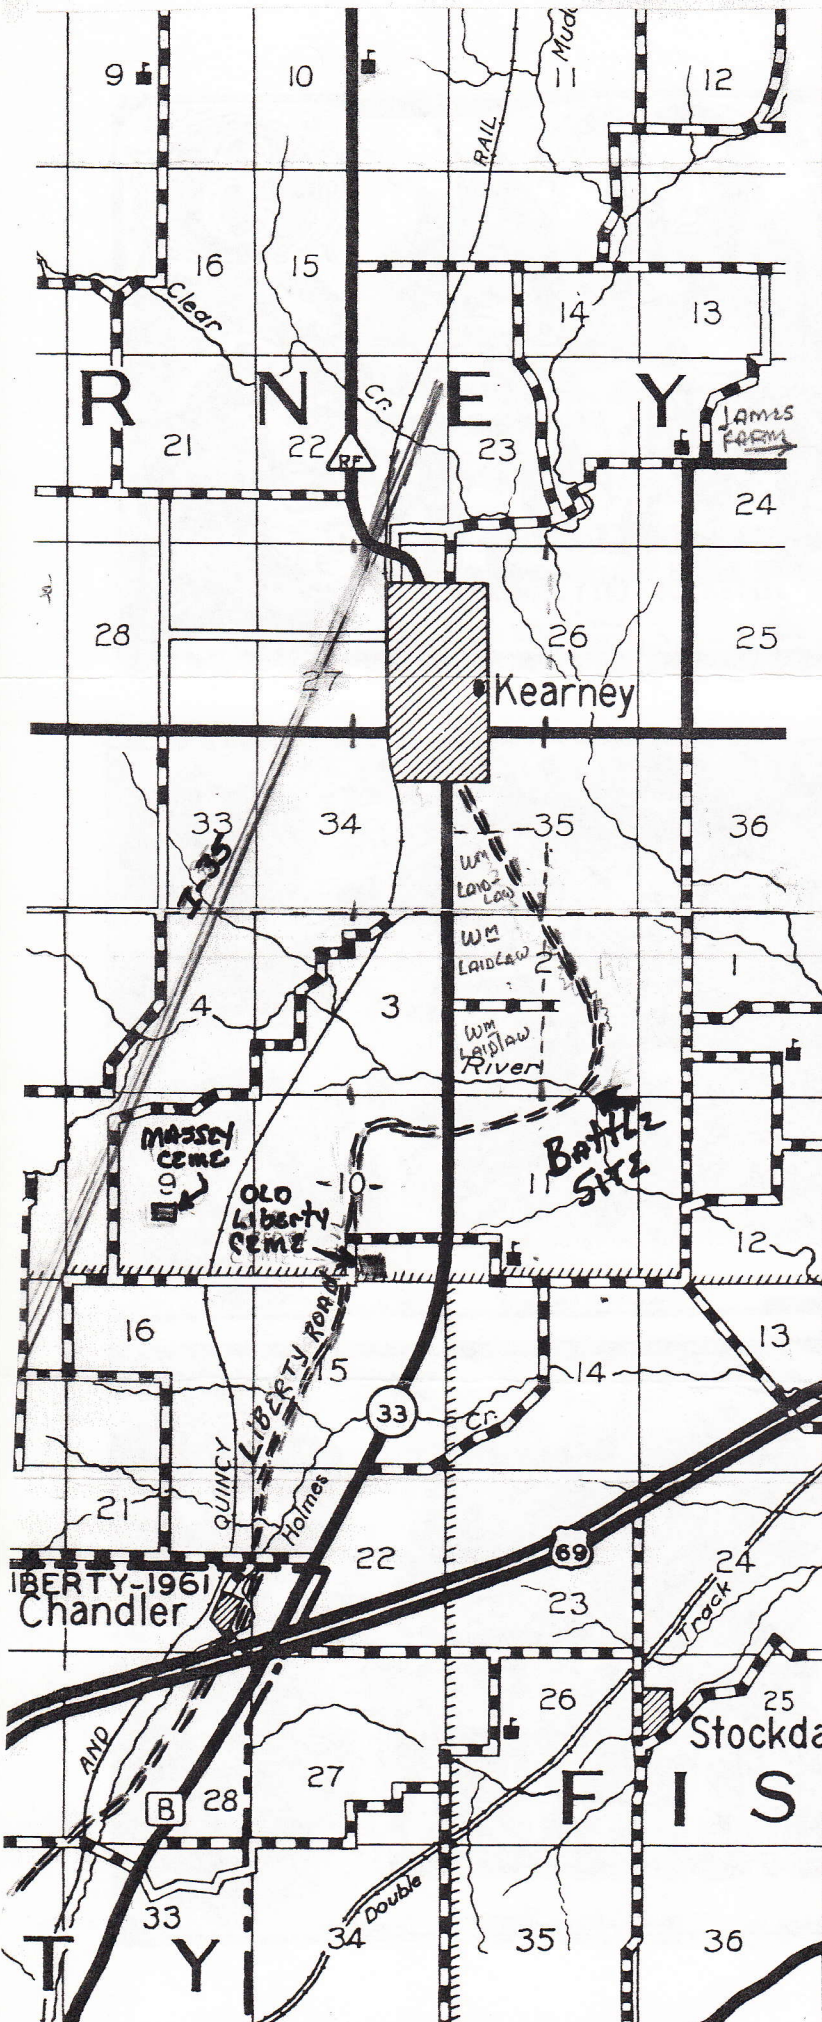 9
10
11
Mudd
12
RAIL
16
15
14
13
Clear
Cr.
R N E Y
JAMES
FARM
21
22
RF
23
24
28
27
26
25
Kearney
33
34
35
36
I-35
WM
LAID-
LAW
WM
LAIDLAW
2
1
4
3
WM
LAIDLAW
River
MASSEY
CEME
9
10
11
BATTLE
SITE
OLD
Liberty
CEME
12
16
15
14
13
LIBERTY ROAD
33
Cr.
QUINCY
Holmes
21
22
69
24
IBERTY-1961
Chandler
23
Track
26
25
Stockda
AND
27
28
B
F I S
33
34
Double
35
36
T Y